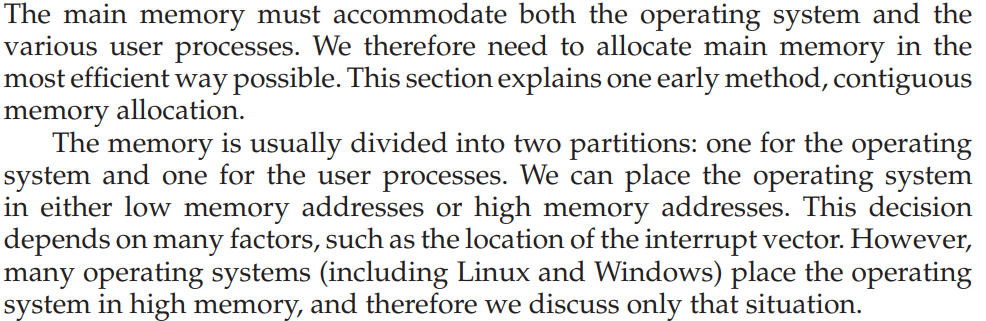 The main memory must accommodate both the operating system and the
various user processes. We therefore need to allocate main memory in the
most efficient way possible. This section explains one early method, contiguous
memory allocation.
The memory is usually divided into two partitions: one for the operating
system and one for the user processes. We can place the operating system
in either low memory addresses or high memory addresses. This decision
depends on many factors, such as the location of the interrupt vector. However,
many operating systems (including Linux and Windows) place the operating
system in high memory, and therefore we discuss only that situation.